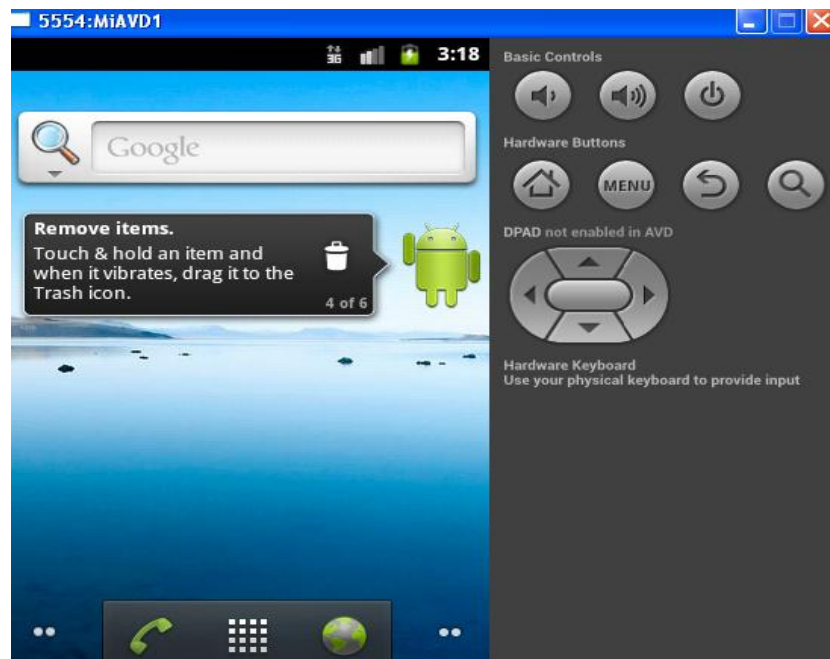 5554:MiAVD1
3G 3:18
Google
Remove items.
Touch & hold an item and
when it vibrates, drag it to the
Trash icon.
4 of 6
Basic Controls
Hardware Buttons
MENU
DPAD not enabled in AVD
Hardware Keyboard
Use your physical keyboard to provide input